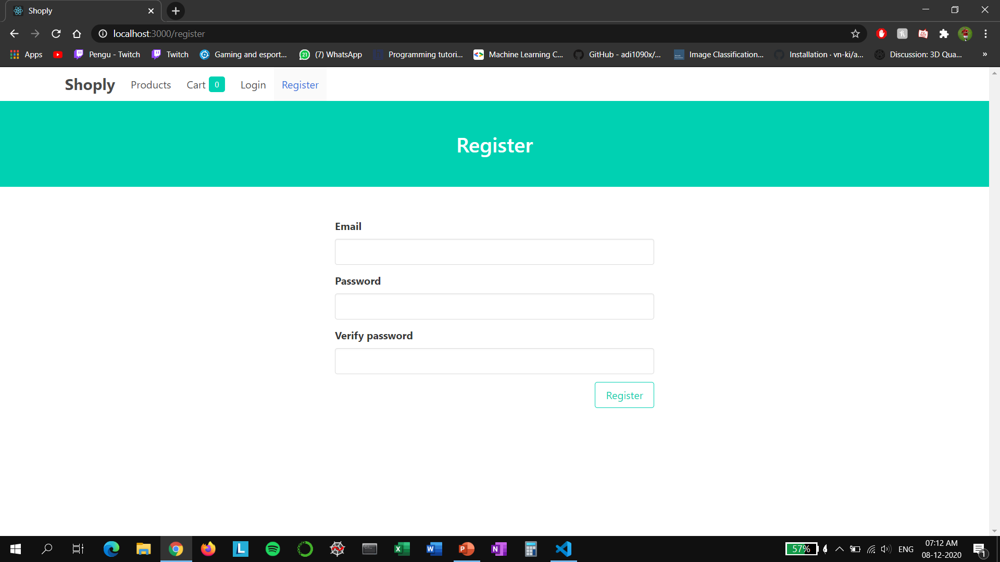 Shoply
localhost:3000/register
Apps
Pengu - Twitch
Twitch
Gaming and esport...
21
(7) WhatsApp
Programming tutori...
Machine Learning C...
GitHub - adi1090x/...
Image Classification...
Installation · vn-ki/a...
Discussion: 3D Qua...
»
Shoply
Products
Cart 0
Login
Register
Register
Email
Password
Verify password
Register
57%
ENG
07:12 AM
08-12-2020
1